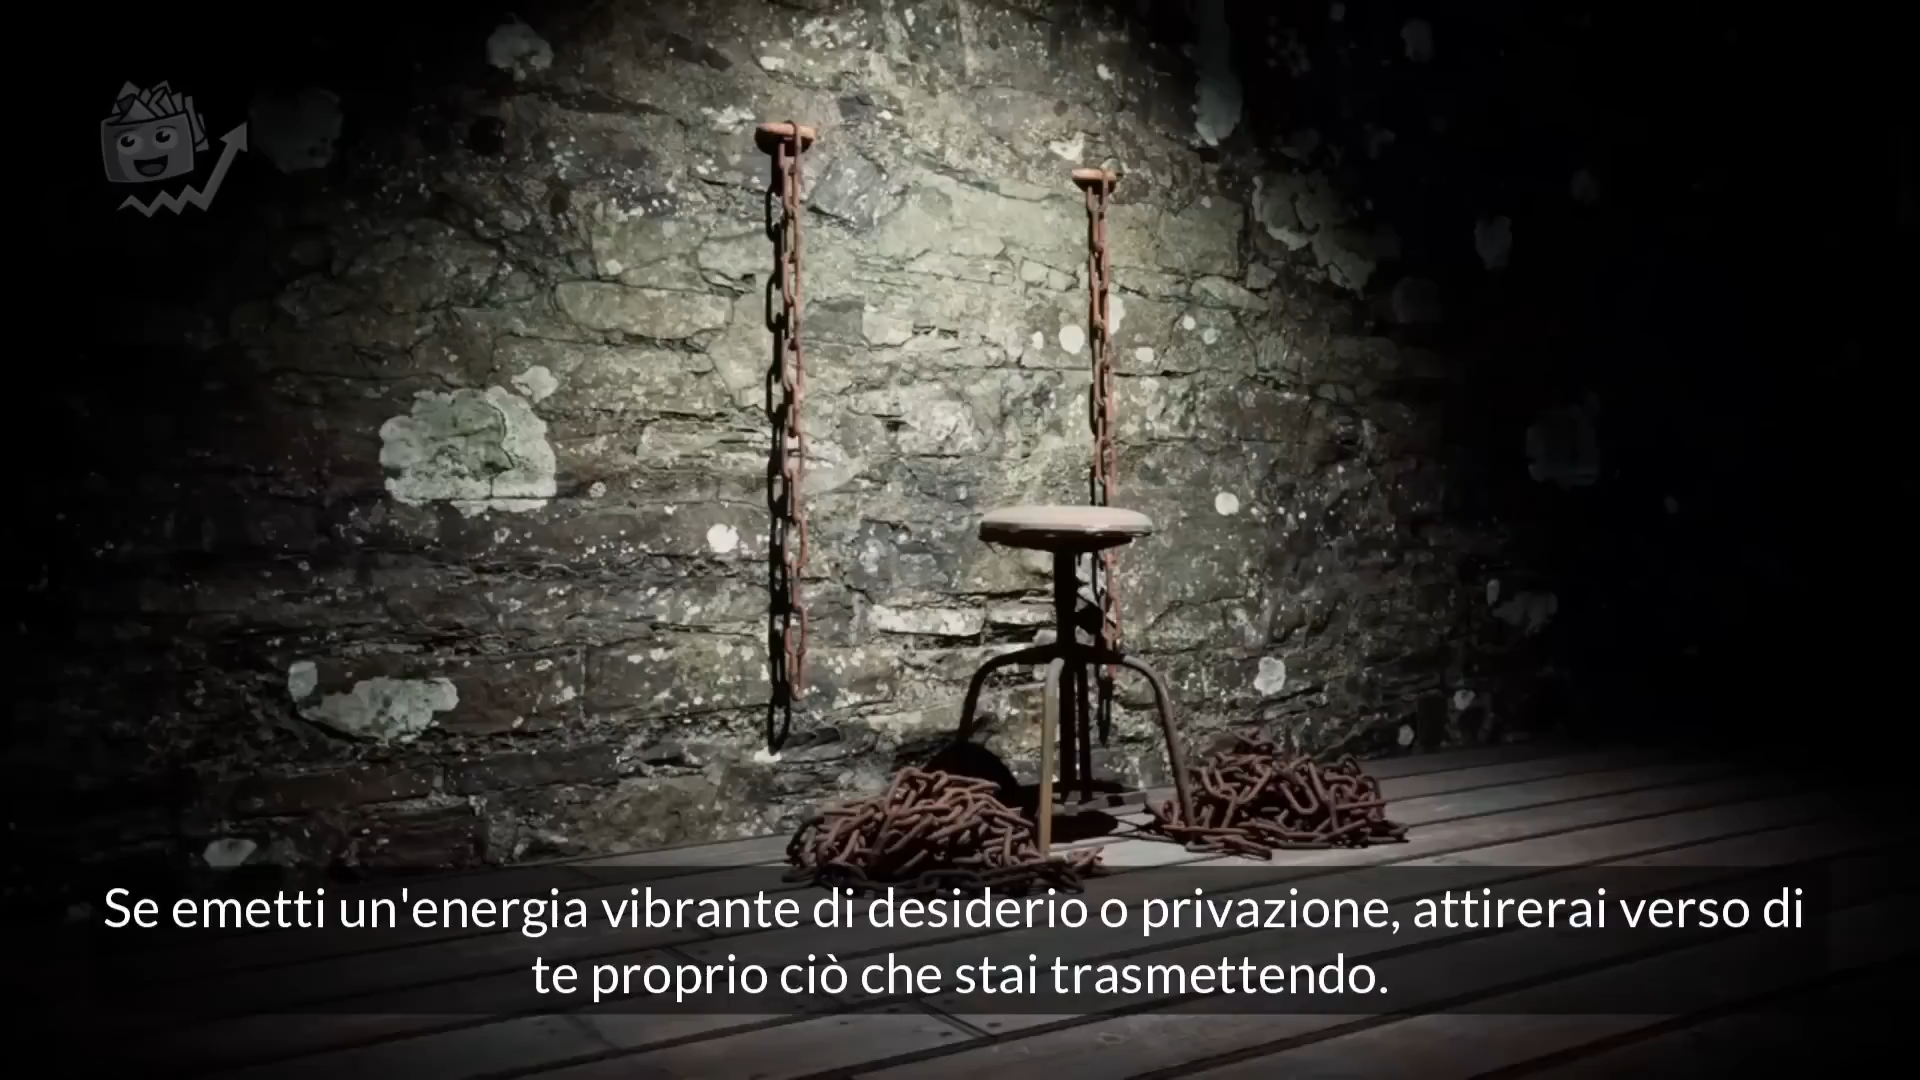 Se emetti un'energia vibrante di desiderio o privazione, attirerai verso di
te proprio ciò che stai trasmettendo.